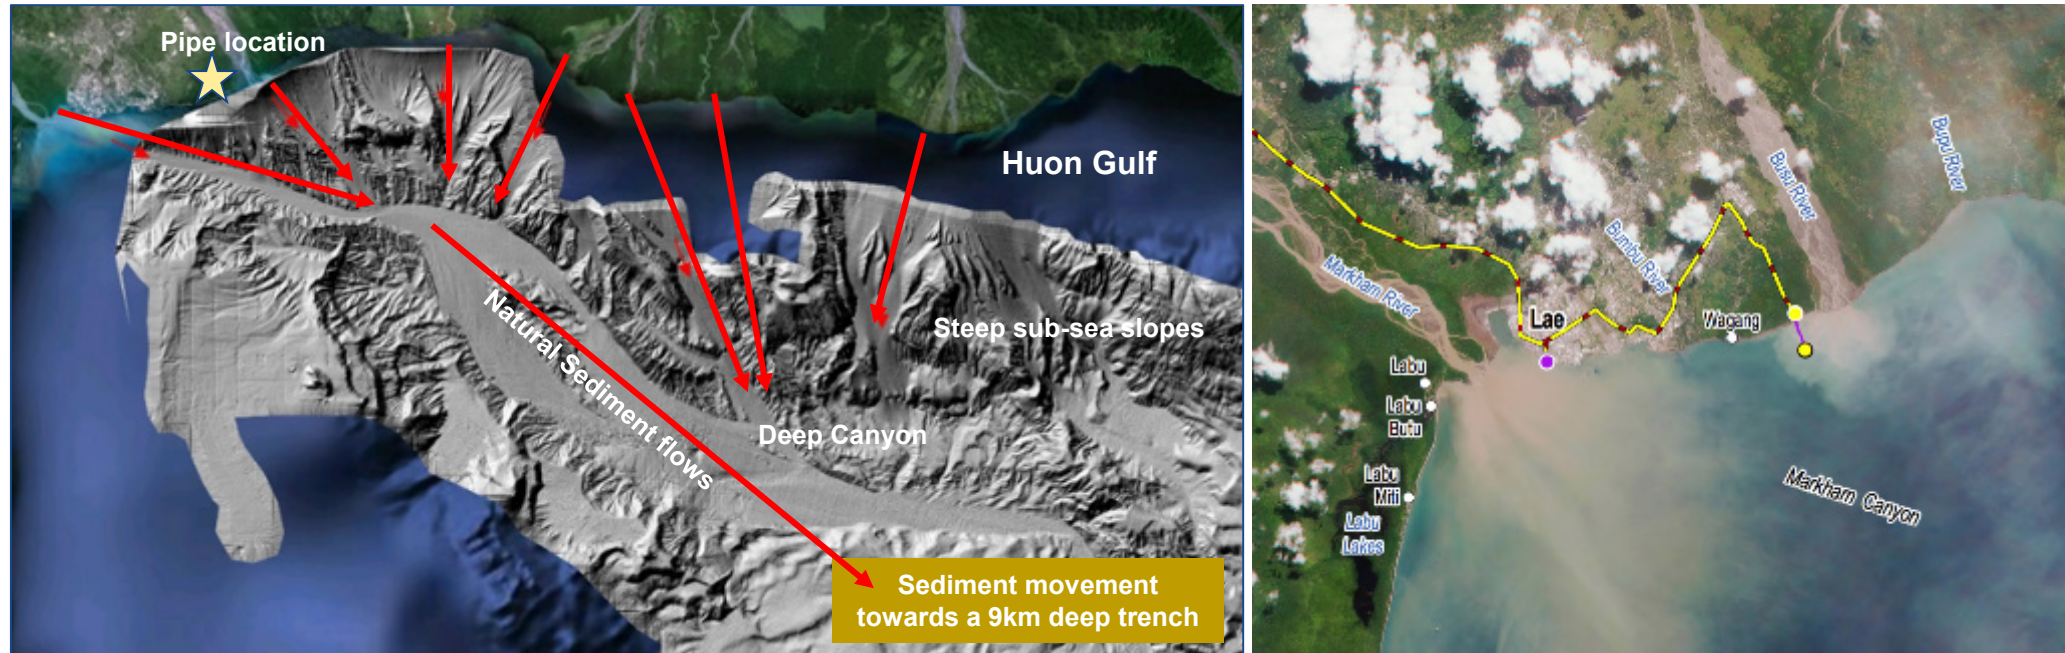 Pipe location
Huon Gulf
Steep sub-sea slopes
Natural Sediment flows
Deep Canyon
Sediment movement
towards a 9km deep trench
Bupu River
Busu River
Bumbu River
Markham River
Lae
Wagang
Labu
Labu
Butu
Labu
Miti
Labu
Lakes
Markham Canyon